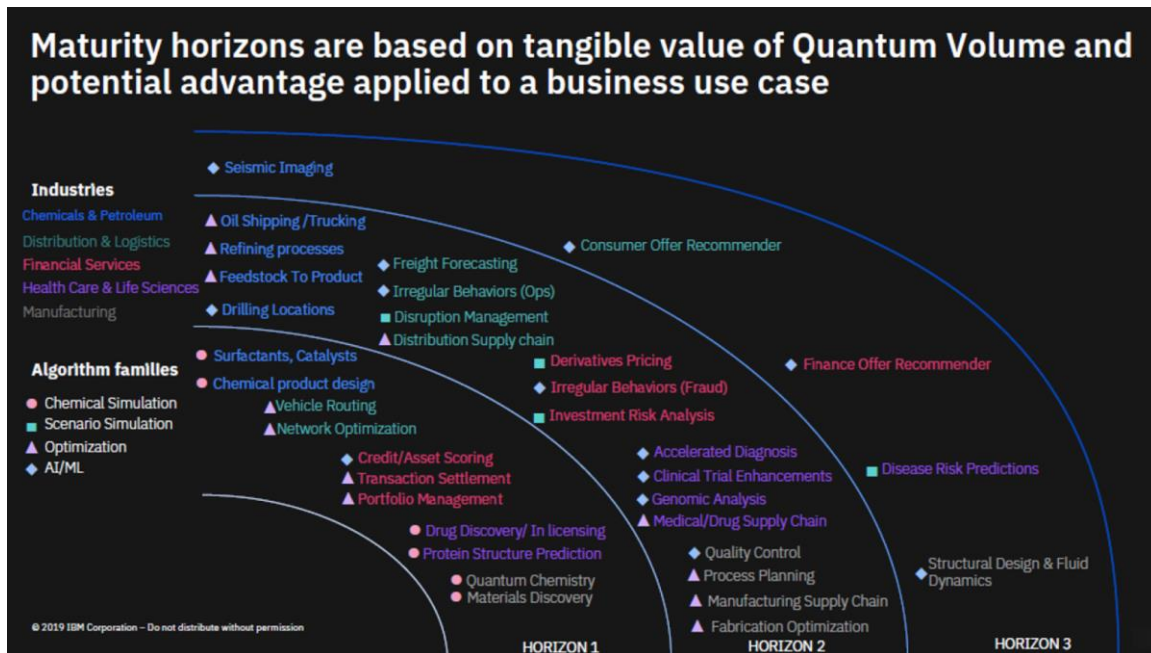 Maturity horizons are based on tangible value of Quantum Volume and
potential advantage applied to a business use case
Industries
Chemicals & Petroleum
Distribution & Logistics
Financial Services
Health Care & Life Sciences
Manufacturing
Algorithm families
Chemical Simulation
Scenario Simulation
Optimization
AI/ML
Seismic Imaging
Oil Shipping /Trucking
Refining processes
Feedstock To Product
Drilling Locations
Surfactants, Catalysts
Chemical product design
Consumer Offer Recommender
Freight Forecasting
Irregular Behaviors (Ops)
Disruption Management
Distribution Supply chain
Vehicle Routing
Network Optimization
Derivatives Pricing
Irregular Behaviors (Fraud)
Investment Risk Analysis
Finance Offer Recommender
Credit/Asset Scoring
Transaction Settlement
Portfolio Management
Accelerated Diagnosis
Clinical Trial Enhancements
Genomic Analysis
Medical/Drug Supply Chain
Disease Risk Predictions
Drug Discovery/ In licensing
Protein Structure Prediction
Quantum Chemistry
Materials Discovery
Quality Control
Process Planning
Manufacturing Supply Chain
Fabrication Optimization
Structural Design & Fluid
Dynamics
HORIZON 1
HORIZON 2
HORIZON 3
© 2019 IBM Corporation – Do not distribute without permission